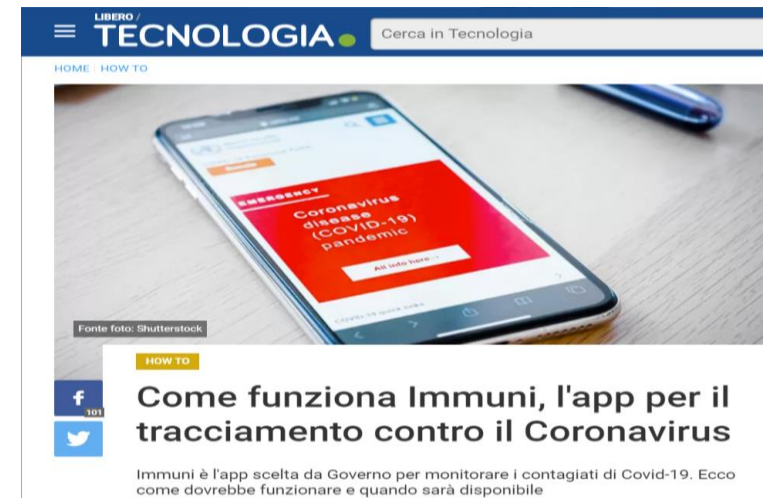 LIBERO /
TECNOLOGIA
Cerca in Tecnologia
HOME HOW TO
EMERGENCY
Coronavirus
disease
(COVID-19)
pandemic
All info here
Fonte foto: Shutterstock
HOW TO
f
101
Come funziona Immuni, l'app per il
tracciamento contro il Coronavirus
Immuni è l'app scelta da Governo per monitorare i contagiati di Covid-19. Ecco
come dovrebbe funzionare e quando sarà disponibile